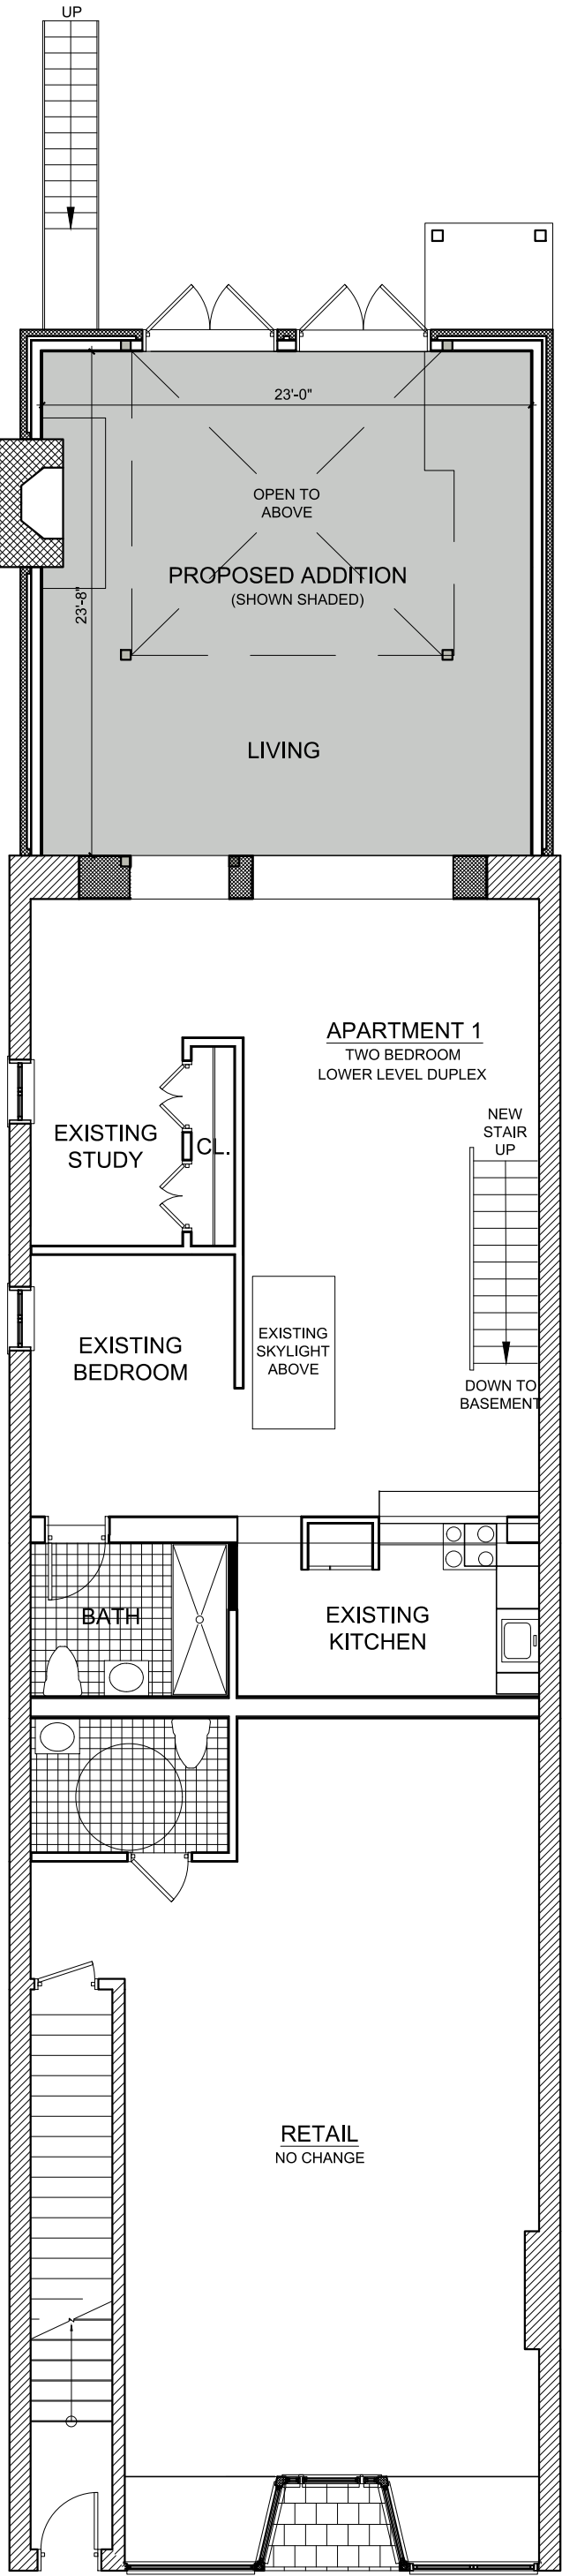 UP
23'-0"
OPEN TO
ABOVE
PROPOSED ADDITION
(SHOWN SHADED)
23'-8"
LIVING
APARTMENT 1
TWO BEDROOM
LOWER LEVEL DUPLEX
NEW
STAIR
UP
EXISTING
STUDY
CL.
EXISTING
BEDROOM
EXISTING
SKYLIGHT
ABOVE
DOWN TO
BASEMENT
BATH
EXISTING
KITCHEN
RETAIL
NO CHANGE